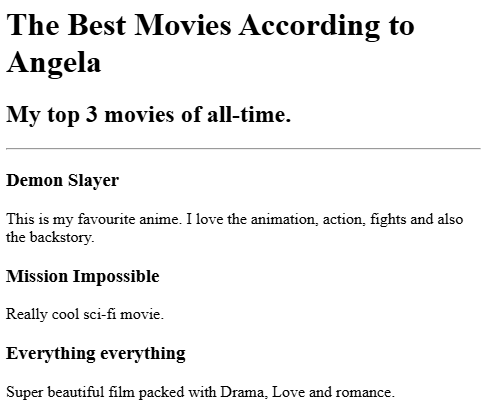 The Best Movies According to
Angela
My top 3 movies of all-time.
Demon Slayer
This is my favourite anime. I love the animation, action, fights and also
the backstory.
Mission Impossible
Really cool sci-fi movie.
Everything everything
Super beautiful film packed with Drama, Love and romance.